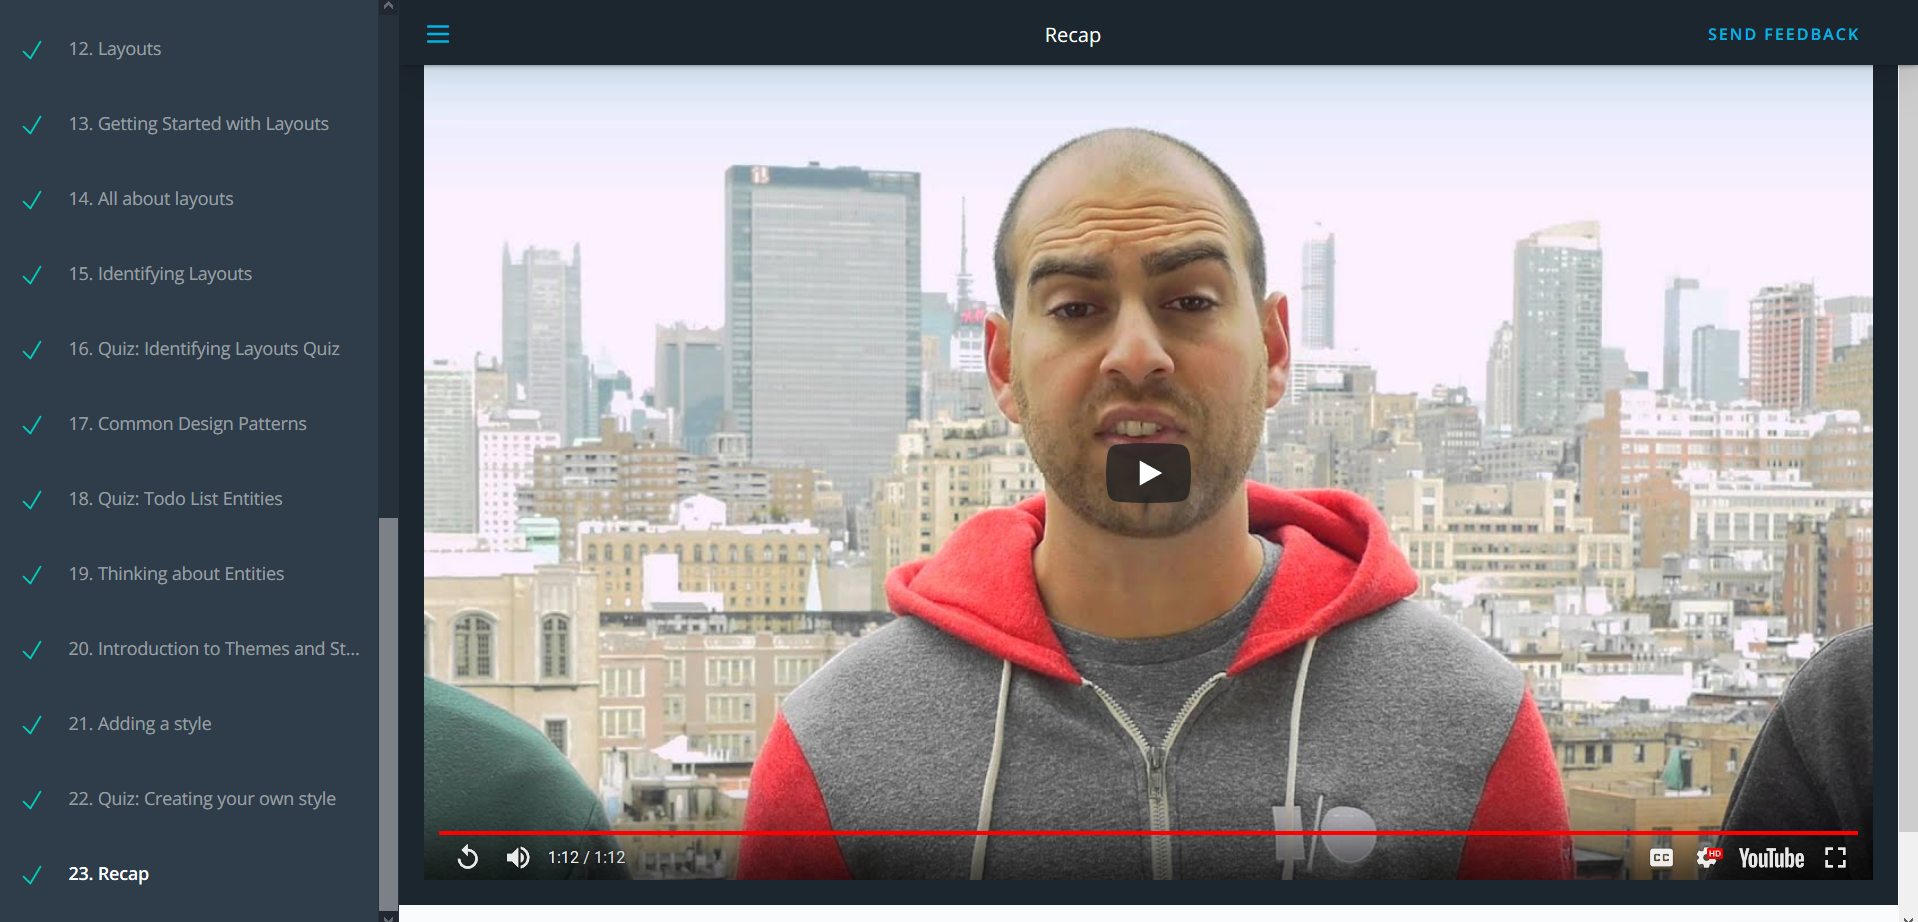 12. Layouts
13. Getting Started with Layouts
14. All about layouts
15. Identifying Layouts
16. Quiz: Identifying Layouts Quiz
17. Common Design Patterns
18. Quiz: Todo List Entities
19. Thinking about Entities
20. Introduction to Themes and St...
21. Adding a style
22. Quiz: Creating your own style
23. Recap
Recap
SEND FEEDBACK
I/O
1:12 / 1:12
CC
HD
YouTube